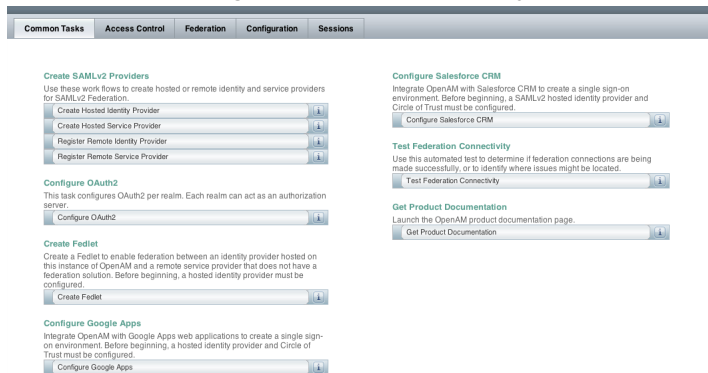 Common Tasks
Access Control
Federation
Configuration
Sessions
Create SAMLv2 Providers
Use these work flows to create hosted or remote identity and service providers
for SAMLv2 Federation.
Create Hosted Identity Provider
Create Hosted Service Provider
Register Remote Identity Provider
Register Remote Service Provider
Configure OAuth2
This task configures OAuth2 per realm. Each realm can act as an authorization
server.
Configure OAuth2
Create Fedlet
Create a Fedlet to enable federation between an identity provider hosted on
this instance of OpenAM and a remote service provider that does not have a
federation solution. Before beginning, a hosted identity provider must be
configured.
Create Fedlet
Configure Google Apps
Integrate OpenAM with Google Apps web applications to create a single sign-
on environment. Before beginning, a hosted identity provider and Circle of
Trust must be configured.
Configure Google Apps
Configure Salesforce CRM
Integrate OpenAM with Salesforce CRM to create a single sign-on
environment. Before beginning, a SAMLv2 hosted identity provider and
Circle of Trust must be configured.
Configure Salesforce CRM
Test Federation Connectivity
Use this automated test to determine if federation connections are being
made successfully, or to identify where issues might be located.
Test Federation Connectivity
Get Product Documentation
Launch the OpenAM product documentation page.
Get Product Documentation